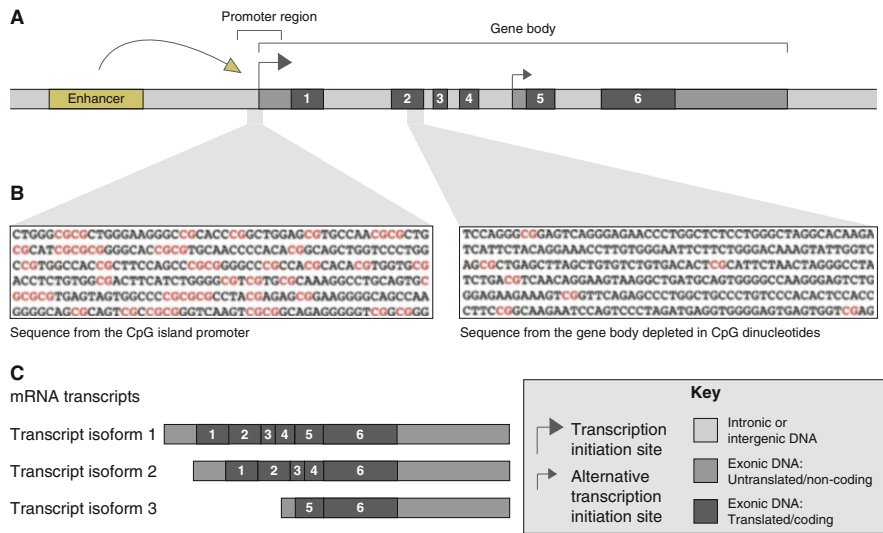 A
Promoter region
Gene body
Enhancer
1
2
3
4
5
6
B
CTGGGCGCGCTGGGAAGGGCCGCACCCGGCTGGAGCGTGCCAACGCGCTG
CGCATCGCGCGGGGCACCGCGTGCAACCCCACACGGCAGCTGGTCCCTGG
CCGTGGCCACCGCTTCCAGCCCGCGGGGCCGCCACGCACACGTGGTGCG
ACCTCTGTGGCGACTTCATCTGGGGCGTCGTGCGCAAAGGCCTGCAGTGC
GCGCGTGAGTAGTGGCCCCGCGCGCCTACGAGAGCGGAAGGGGCAGCCAA
GGGGCAGCGCAGTCGCCGCGGGTCAAGTCGCGCAGAGGGGGTCGGCGGG
Sequence from the CpG island promoter
TCCAGGGCGGAGTCAGGGAGAACCCTGGCTCTCCTGGGCTAGGCACAAGA
TCATTCTACAGGAAACCTTGTGGGAATTCTTCTGGGACAAAGTATTGGTC
AGCGCTGAGCTTAGCTGTGTCTGTGACACTCGCATTCTAACTAGGGCCTA
TCTGACGTCAACAGGAAGTAAGGCTGATGCAGTGGGGCCAAGGGAGTCTG
GGAGAAGAAAGTCGGTTCAGAGCCCTGGCTGCCCTGTCCCACACTCCACC
CTTCCGGCAAGAATCCAGTCCCTAGATGAGGTGGGGAGTGAGTGGTCGAG
Sequence from the gene body depleted in CpG dinucleotides
C
mRNA transcripts
Transcript isoform 1
1 2 3 4 5 6
Transcript isoform 2
1 2 3 4 5 6
Transcript isoform 3
5 6
Key
Transcription
initiation site
Alternative
transcription
initiation site
Intronic or
intergenic DNA
Exonic DNA:
Untranslated/non-coding
Exonic DNA:
Translated/coding